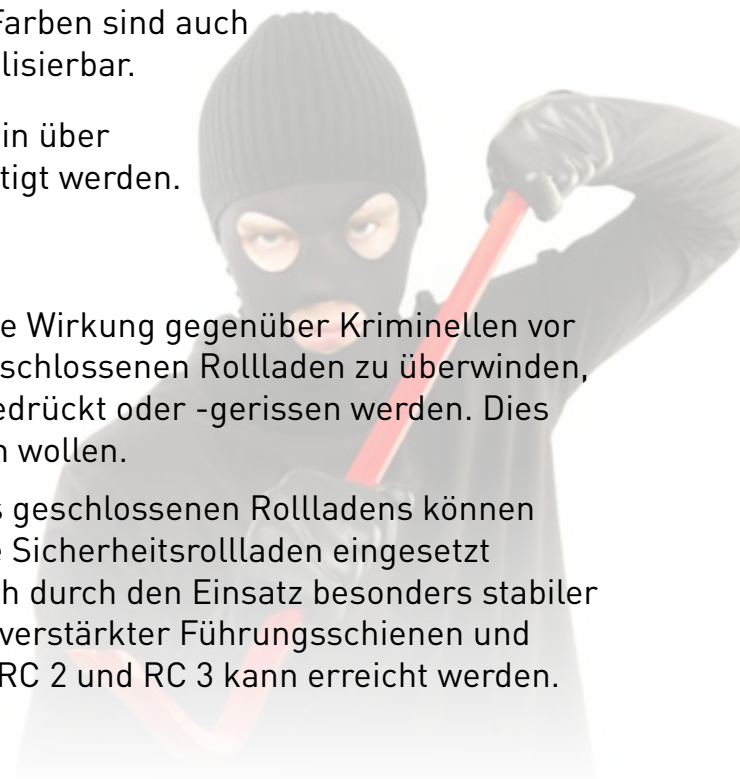 Farben sind auch
lisierbar.
in über
tigt werden.
e Wirkung gegenüber Kriminellen vor
schlossenen Rollladen zu überwinden,
edrückt oder -gerissen werden. Dies
n wollen.
s geschlossenen Rollladens können
e Sicherheitsrollladen eingesetzt
h durch den Einsatz besonders stabiler
verstärkter Führungsschienen und
RC 2 und RC 3 kann erreicht werden.